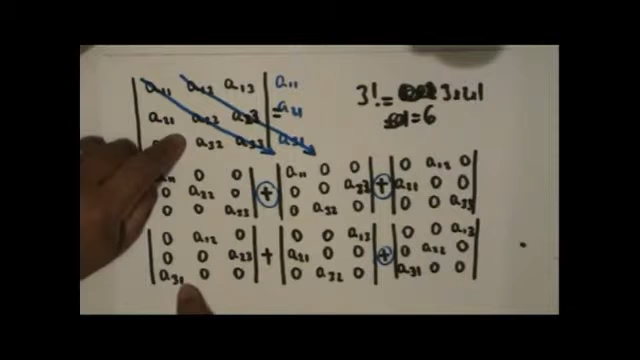 a11 a12 a13 a11
a21 a22 a23 = a21
a32 a33 a31
3! = 3x2x1
= 6
a11 0 0 a11 0 0 0 a12 0
0 a22 0 + 0 0 a23 + a21 0 0
0 0 a33 0 a32 0 0 0 a33
0 a12 0 0 0 a13 0 0 a13
0 0 a23 + a21 0 0 + 0 a22 0
a31 0 0 0 a32 0 a31 0 0